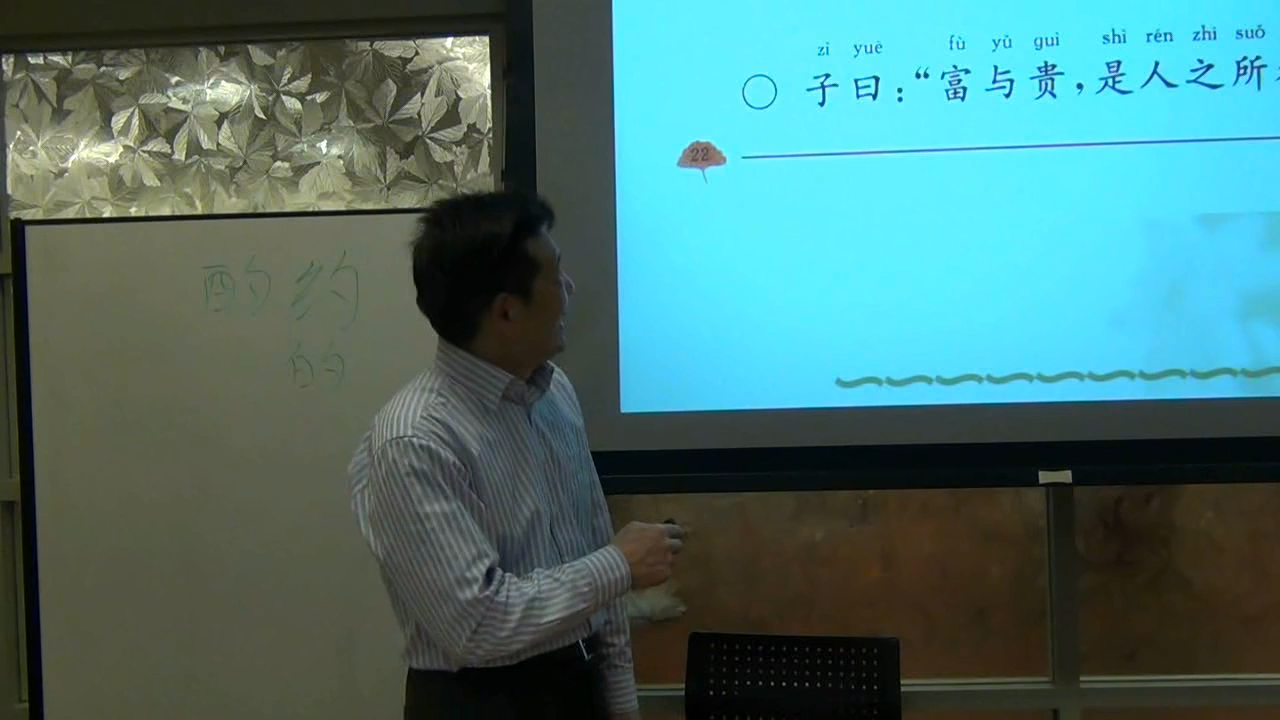 酌约
的
zǐ yuē fù yǔ guì shì rén zhī suǒ
○ 子曰：“富与贵，是人之所
22